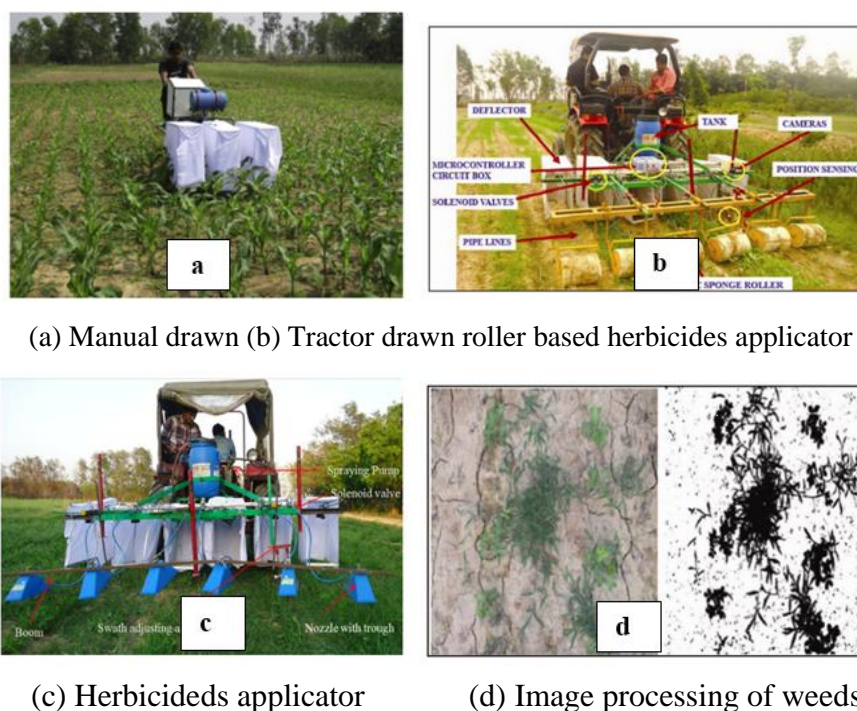 DEFLECTOR
TANK
CAMERAS
MICROCONTROLLER
CIRCUIT BOX
POSITION SENSING
SOLENOID VALVES
PIPE LINES
SPONGE ROLLER
a
b
(a) Manual drawn (b) Tractor drawn roller based herbicides applicator
Spraying Pump
Solenoid valve
Boom
Swath adjusting
Nozzle with trough
c
d
(c) Herbicideds applicator
(d) Image processing of weeds